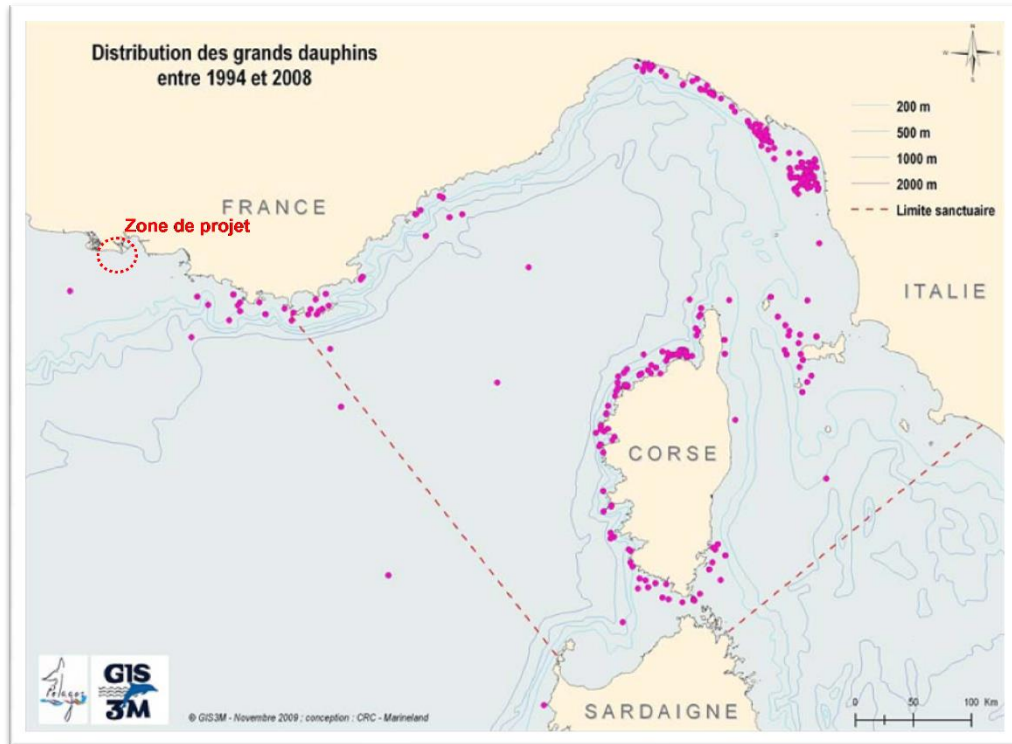 Distribution des grands dauphins
entre 1994 et 2008
N
W
E
S
200 m
500 m
1000 m
2000 m
Limite sanctuaire
FRANCE
Zone de projet
ITALIE
CORSE
SARDAIGNE
Pelagos
GIS
3M
© GIS3M - Novembre 2009 ; conception : CRC - Marineland
0 50 100 Km